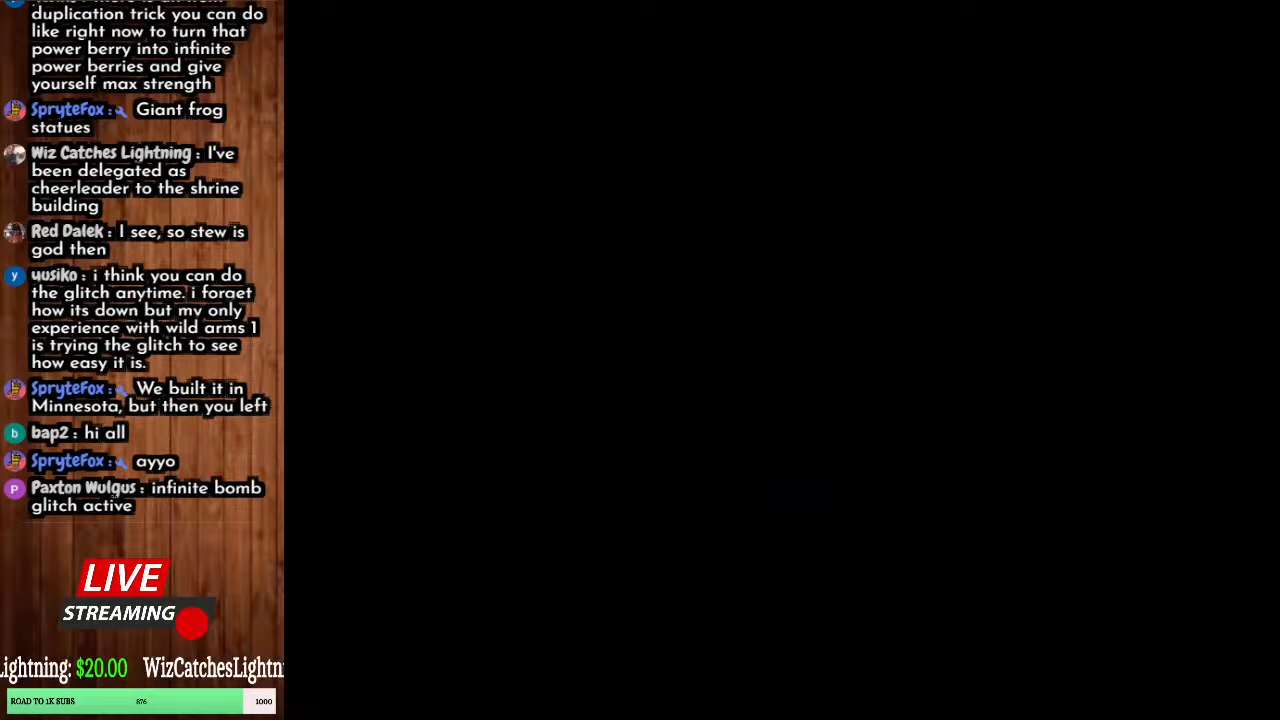 duplication trick you can do
like right now to turn that
power berry into infinite
power berries and give
yourself max strength
SpryteFox : Giant frog
statues
Wiz Catches Lightning : I've
been delegated as
cheerleader to the shrine
building
Red Dalek : I see, so stew is
god then
y yusiko : i think you can do
the glitch anytime. i forget
how its down but my only
experience with wild arms 1
is trying the glitch to see
how easy it is.
SpryteFox : We built it in
Minnesota, but then you left
b bap2 : hi all
SpryteFox : ayyo
P Paxton Wulgus : infinite bomb
glitch active
LIVE
STREAMING
Lightning: $20.00 WizCatchesLightn
ROAD TO 1K SUBS 876 1000